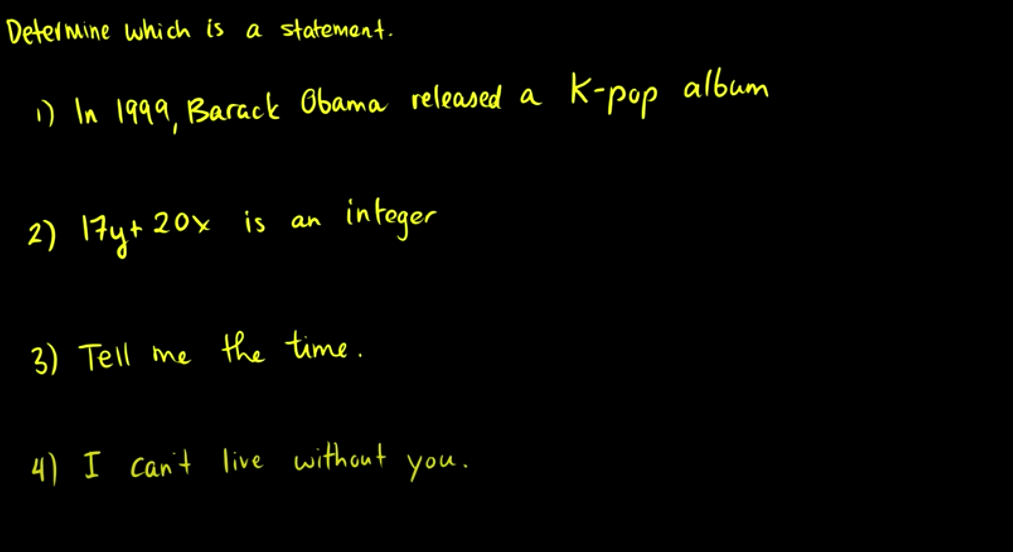 Determine which is a statement.
1) In 1999, Barack Obama released a K-pop album
2) 17y+ 20x is an integer
3) Tell me the time.
4) I can't live without you.